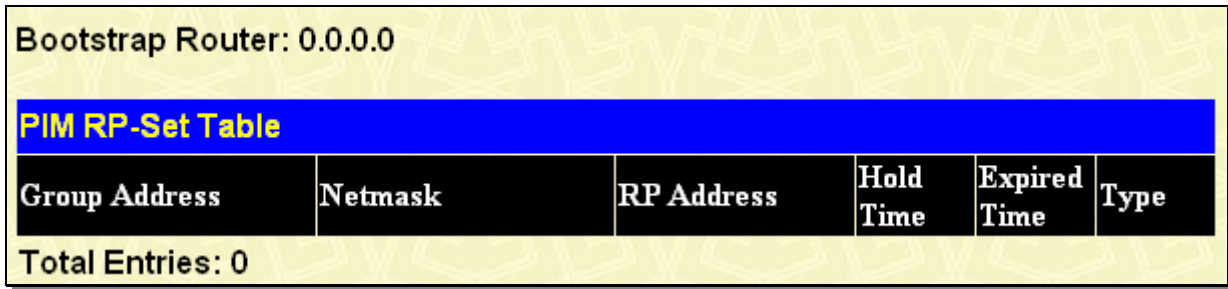 Bootstrap Router: 0.0.0.0
PIM RP-Set Table
Group Address Netmask RP Address Hold Time Expired Time Type
Total Entries: 0